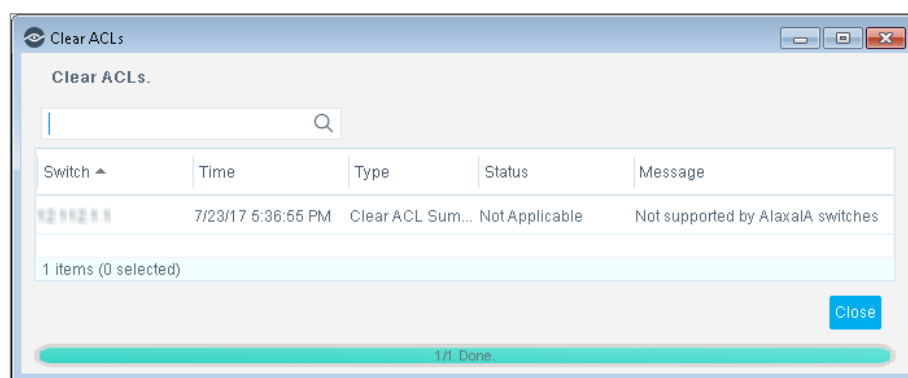 Clear ACLs
Clear ACLs.
Switch Time Type Status Message
7/23/17 5:36:55 PM Clear ACL Sum... Not Applicable Not supported by AlaxalA switches
1 items (0 selected)
Close
1/1 Done.